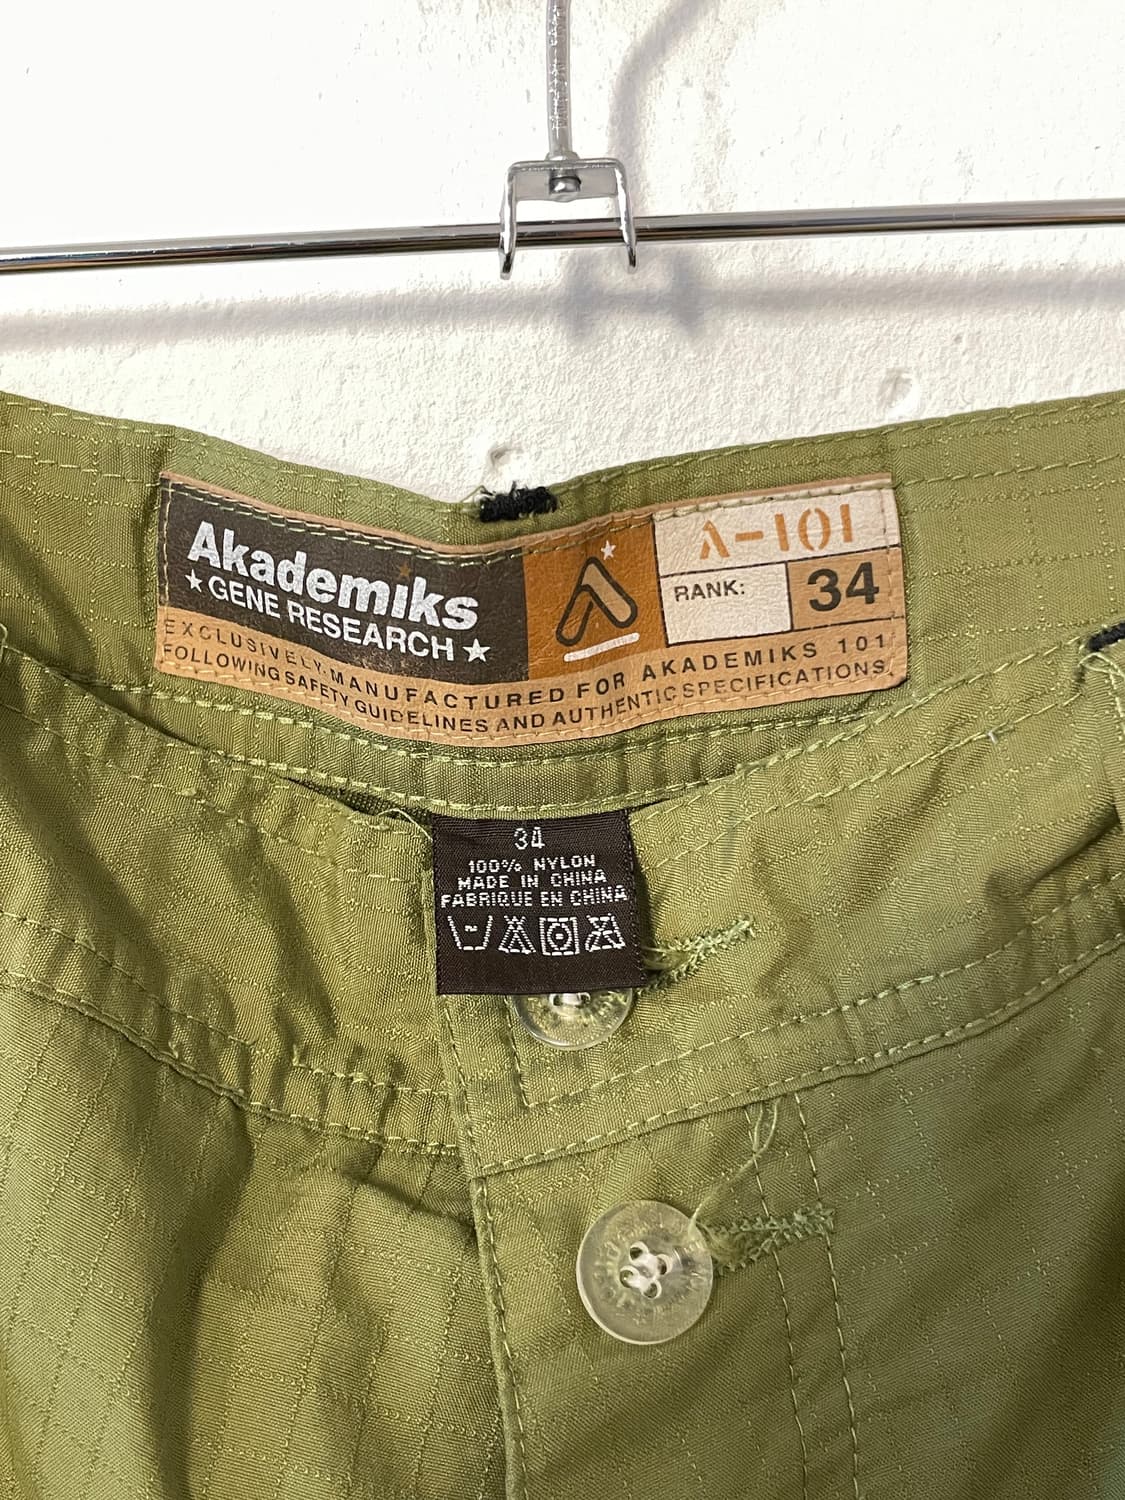 Akademiks
★ GENE RESEARCH ★
A-101
RANK:
34
EXCLUSIVELY MANUFACTURED FOR AKADEMIKS 101
FOLLOWING SAFETY GUIDELINES AND AUTHENTIC SPECIFICATIONS.
34
100% NYLON
MADE IN CHINA
FABRIQUE EN CHINA